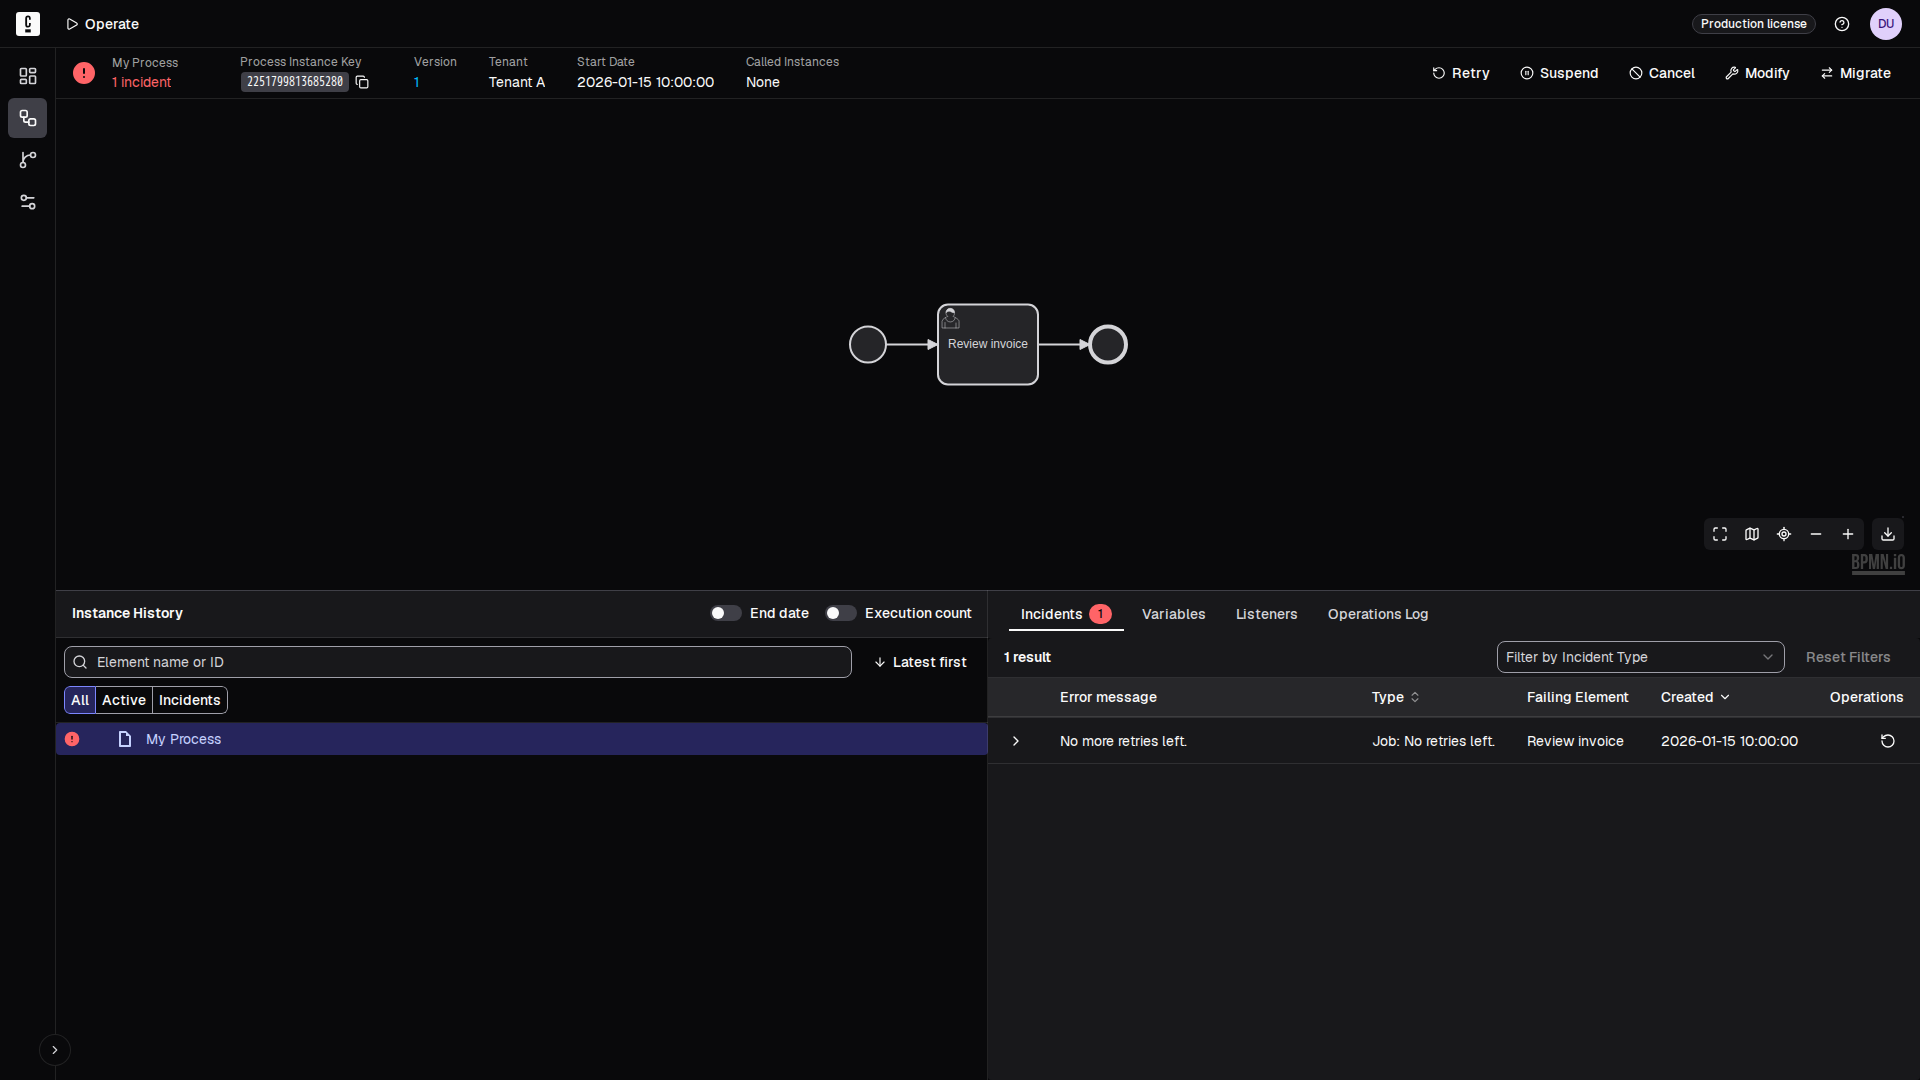 Operate
Production license
DU
My Process
1 incident
Process Instance Key
2251799813685280
Version
1
Tenant
Tenant A
Start Date
2026-01-15 10:00:00
Called Instances
None
Retry
Suspend
Cancel
Modify
Migrate
Review invoice
BPMN.iO
Instance History
End date
Execution count
Element name or ID
Latest first
All
Active
Incidents
My Process
Incidents 1
Variables
Listeners
Operations Log
1 result
Filter by Incident Type
Reset Filters
Error message
Type
Failing Element
Created
Operations
No more retries left.
Job: No retries left.
Review invoice
2026-01-15 10:00:00